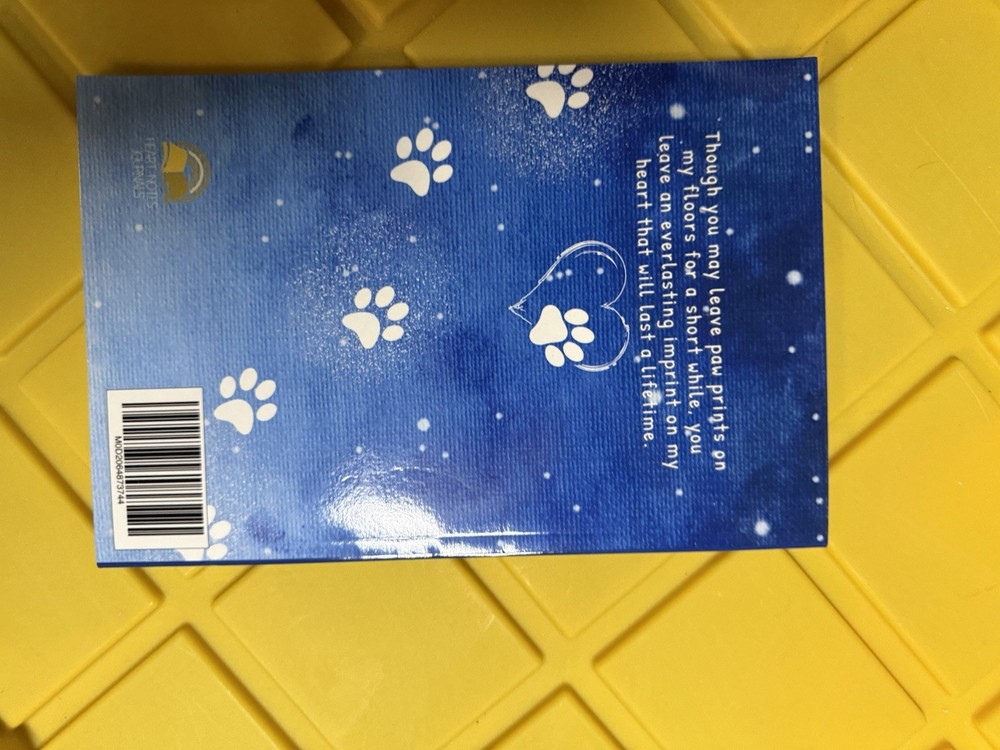 Though you may leave paw prints on
my floors for a short while, you
leave an everlasting imprint on my
heart that will last a lifetime.
M0D2064873744